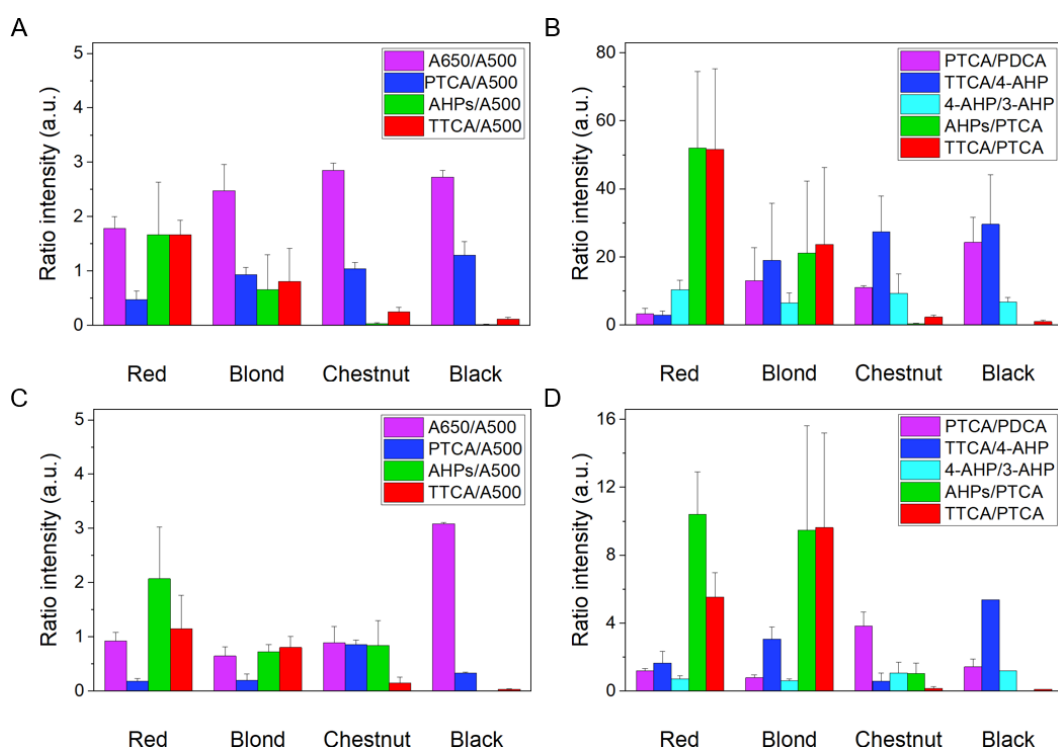 A
Ratio intensity (a.u.)
5
4
3
2
1
0
A650/A500
PTCA/A500
AHPs/A500
TTCA/A500
Red Blond Chestnut Black
B
Ratio intensity (a.u.)
80
60
40
20
0
PTCA/PDCA
TTCA/4-AHP
4-AHP/3-AHP
AHPs/PTCA
TTCA/PTCA
Red Blond Chestnut Black
C
Ratio intensity (a.u.)
5
4
3
2
1
0
A650/A500
PTCA/A500
AHPs/A500
TTCA/A500
Red Blond Chestnut Black
D
Ratio intensity (a.u.)
16
12
8
4
0
PTCA/PDCA
TTCA/4-AHP
4-AHP/3-AHP
AHPs/PTCA
TTCA/PTCA
Red Blond Chestnut Black